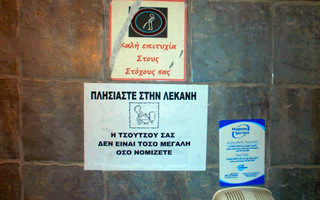 καλή επιτυχία
Στους
Στόχους σας
ΠΛΗΣΙΑΣΤΕ ΣΤΗΝ ΛΕΚΑΝΗ
Η ΤΣΟΥΤΣΟΥ ΣΑΣ
ΔΕΝ ΕΙΝΑΙ ΤΟΣΟ ΜΕΓΑΛΗ
ΟΣΟ ΝΟΜΙΖΕΤΕ